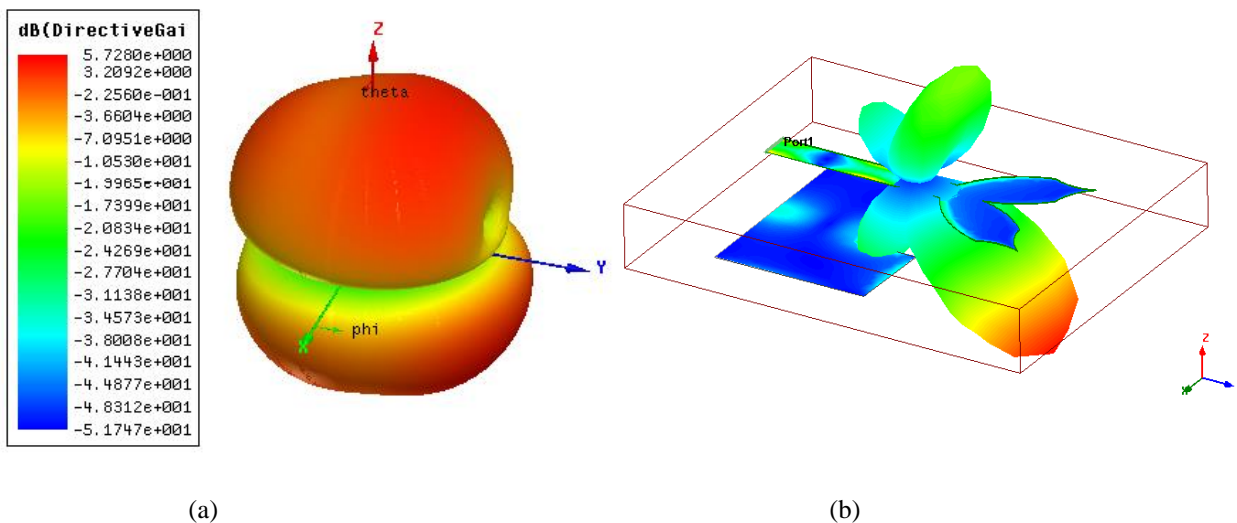 dB(DirectiveGai
5.7280e+000
3.2092e+000
-2.2560e-001
-3.6604e+000
-7.0951e+000
-1.0530e+001
-1.3965e+001
-1.7399e+001
-2.0834e+001
-2.4269e+001
-2.7704e+001
-3.1138e+001
-3.4573e+001
-3.8008e+001
-4.1443e+001
-4.4877e+001
-4.8312e+001
-5.1747e+001
Z
theta
Y
phi
X
Port1
Z
X
(a)
(b)